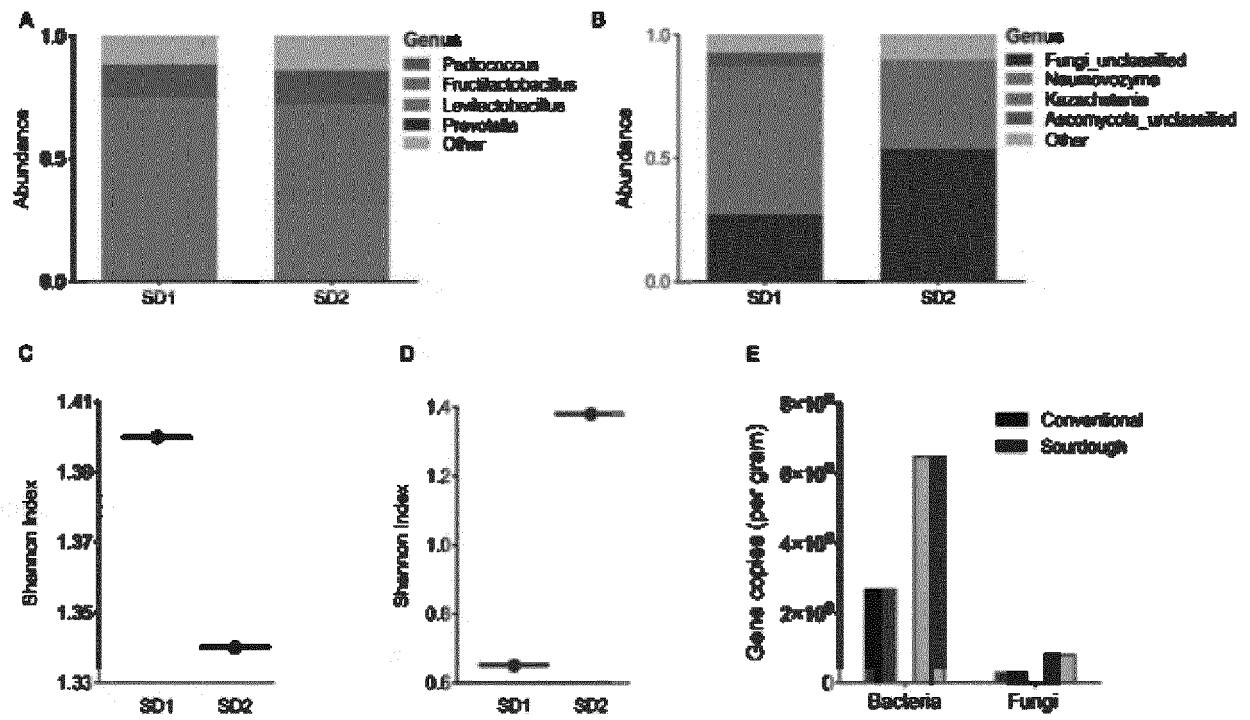 A
Genus
Pediococcus
Fructilactobacillus
Levilactobacillus
Prevotella
Other
1.0
0.5
0.0
Abundance
SD1 SD2
B
Genus
Fungi_unclassified
Naumovozyma
Kazachstania
Ascomycota_unclassified
Other
1.0
0.5
0.0
Abundance
SD1 SD2
C
1.41
1.39
1.37
1.35
1.33
Shannon Index
SD1 SD2
D
1.4
1.2
1.0
0.6
Shannon Index
SD1 SD2
E
Conventional
Sourdough
Gene copies (per gram)
0
Bacteria Fungi